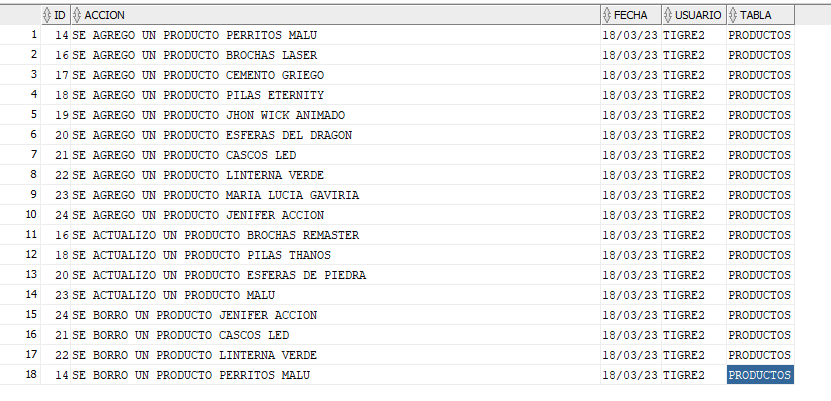 ID ACCION FECHA USUARIO TABLA
1 14 SE AGREGO UN PRODUCTO PERRITOS MALU 18/03/23 TIGRE2 PRODUCTOS
2 16 SE AGREGO UN PRODUCTO BROCHAS LASER 18/03/23 TIGRE2 PRODUCTOS
3 17 SE AGREGO UN PRODUCTO CEMENTO GRIEGO 18/03/23 TIGRE2 PRODUCTOS
4 18 SE AGREGO UN PRODUCTO PILAS ETERNITY 18/03/23 TIGRE2 PRODUCTOS
5 19 SE AGREGO UN PRODUCTO JHON WICK ANIMADO 18/03/23 TIGRE2 PRODUCTOS
6 20 SE AGREGO UN PRODUCTO ESFERAS DEL DRAGON 18/03/23 TIGRE2 PRODUCTOS
7 21 SE AGREGO UN PRODUCTO CASCOS LED 18/03/23 TIGRE2 PRODUCTOS
8 22 SE AGREGO UN PRODUCTO LINTERNA VERDE 18/03/23 TIGRE2 PRODUCTOS
9 23 SE AGREGO UN PRODUCTO MARIA LUCIA GAVIRIA 18/03/23 TIGRE2 PRODUCTOS
10 24 SE AGREGO UN PRODUCTO JENIFER ACCION 18/03/23 TIGRE2 PRODUCTOS
11 16 SE ACTUALIZO UN PRODUCTO BROCHAS REMASTER 18/03/23 TIGRE2 PRODUCTOS
12 18 SE ACTUALIZO UN PRODUCTO PILAS THANOS 18/03/23 TIGRE2 PRODUCTOS
13 20 SE ACTUALIZO UN PRODUCTO ESFERAS DE PIEDRA 18/03/23 TIGRE2 PRODUCTOS
14 23 SE ACTUALIZO UN PRODUCTO MALU 18/03/23 TIGRE2 PRODUCTOS
15 24 SE BORRO UN PRODUCTO JENIFER ACCION 18/03/23 TIGRE2 PRODUCTOS
16 21 SE BORRO UN PRODUCTO CASCOS LED 18/03/23 TIGRE2 PRODUCTOS
17 22 SE BORRO UN PRODUCTO LINTERNA VERDE 18/03/23 TIGRE2 PRODUCTOS
18 14 SE BORRO UN PRODUCTO PERRITOS MALU 18/03/23 TIGRE2 PRODUCTOS